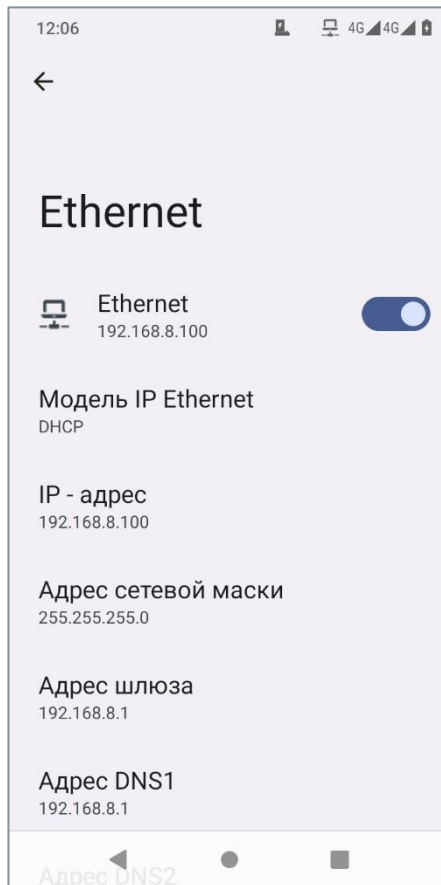 12:06
4G 4G
Ethernet
Ethernet
192.168.8.100
Модель IP Ethernet
DHCP
IP - адрес
192.168.8.100
Адрес сетевой маски
255.255.255.0
Адрес шлюза
192.168.8.1
Адрес DNS1
192.168.8.1
Адрес DNS2